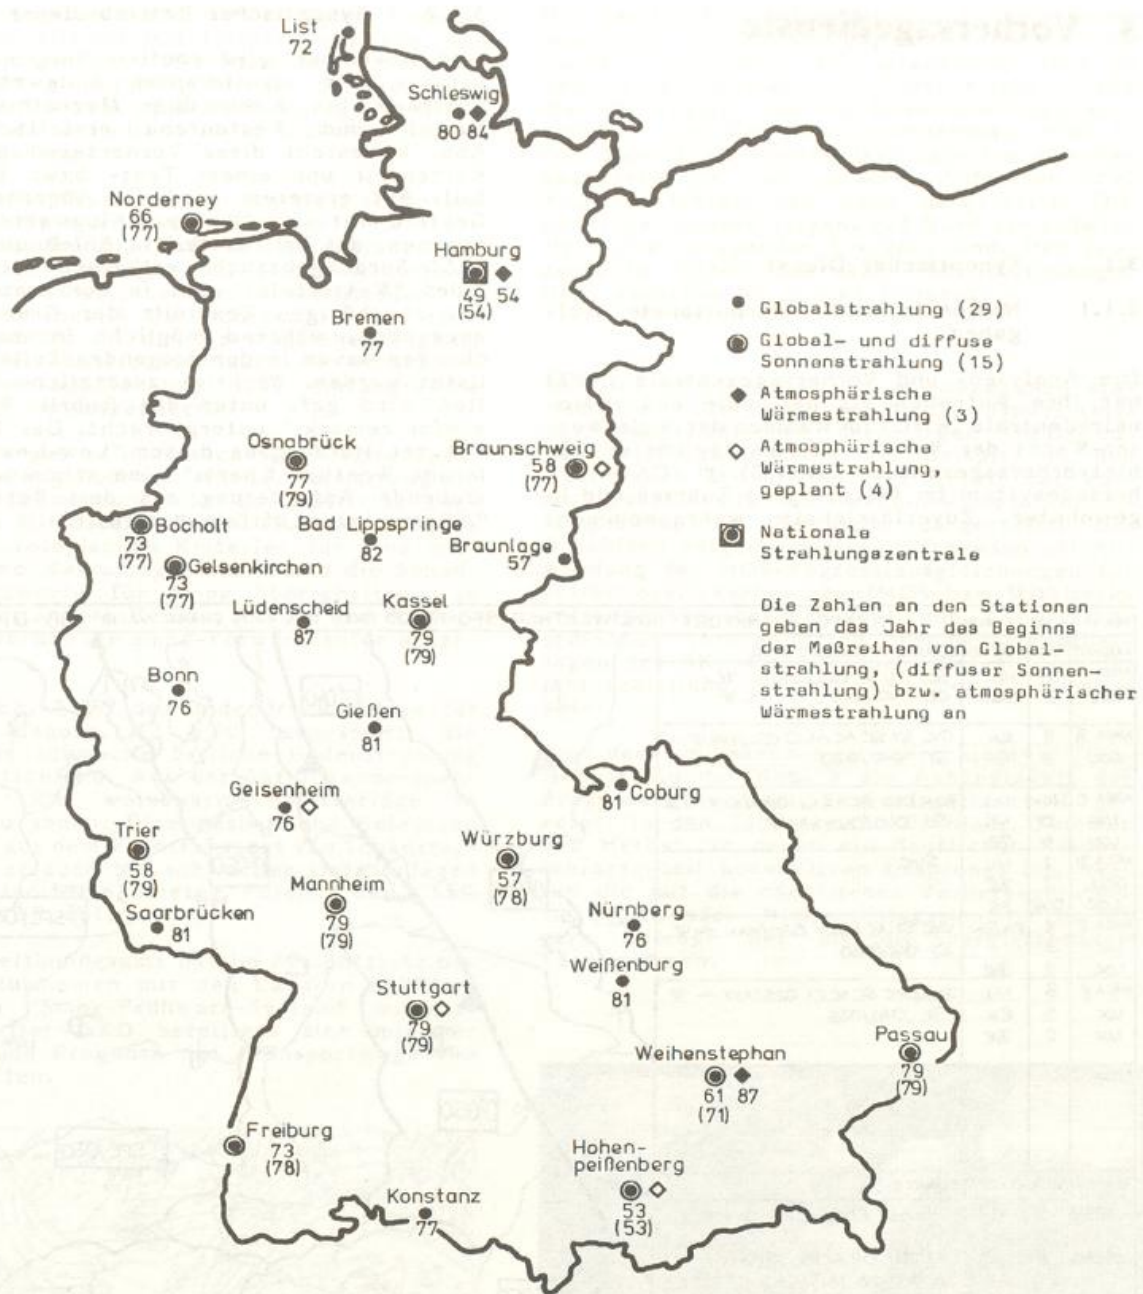 List
72
Schleswig
80 84
Norderney
66
(77)
Hamburg
49 54
(54)
Bremen
77
Globalstrahlung (29)
Global- und diffuse
Sonnenstrahlung (15)
Atmosphärische
Wärmestrahlung (3)
Atmosphärische
Wärmestrahlung,
geplant (4)
Nationale
Strahlungszentrale
Osnabrück
77
(79)
Braunschweig
58
(77)
Bocholt
73
(77)
Bad Lippspringe
82
Braunlage
57
Gelsenkirchen
73
(77)
Lüdenscheid
87
Kassel
79
(79)
Die Zahlen an den Stationen
geben das Jahr des Beginns
der Meßreihen von Global-
strahlung, (diffuser Sonnen-
strahlung) bzw. atmosphärischer
Wärmestrahlung an
Bonn
76
Gießen
81
Geisenheim
76
81 Coburg
Trier
58
(79)
Würzburg
57
(78)
Mannheim
79
(79)
Saarbrücken
81
Nürnberg
76
Weißenburg
81
Stuttgart
79
(79)
Weihenstephan
61 87
(71)
Passau
79
(79)
Freiburg
73
(78)
Hohen-
peißenberg
53
(53)
Konstanz
77